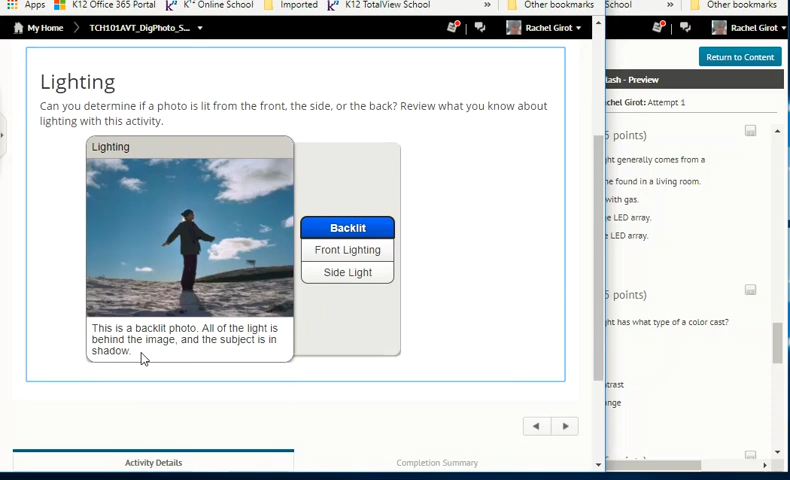 Apps K12 Office 365 Portal K¹² Online School Imported K12 TotalView School » Other bookmarks School » Other bookmarks
My Home TCH101AVT_DigPhoto_S... Rachel Girot Rachel Girot
Return to Content
lash - Preview
Rachel Girot: Attempt 1
Lighting
Can you determine if a photo is lit from the front, the side, or the back? Review what you know about
lighting with this activity.
Lighting
Backlit
Front Lighting
Side Light
This is a backlit photo. All of the light is
behind the image, and the subject is in
shadow.
5 points)
ght generally comes from a
ne found in a living room.
with gas.
e LED array.
e LED array.
5 points)
ght has what type of a color cast?
trast
nge
Activity Details
Completion Summary